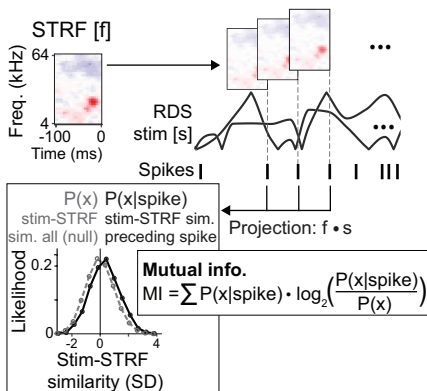 STRF [f]
64
Freq. (kHz)
4
-100 0
Time (ms)
•••
RDS
stim [s]
•••
Spikes
P(x) P(x|spike)
stim-STRF stim-STRF sim.
sim. all (null) preceding spike
Projection: f • s
0.2
Likelihood
0
-2 0 4
Stim-STRF
similarity (SD)
Mutual info.
MI = ∑ P(x|spike) • log₂(P(x|spike)/P(x))